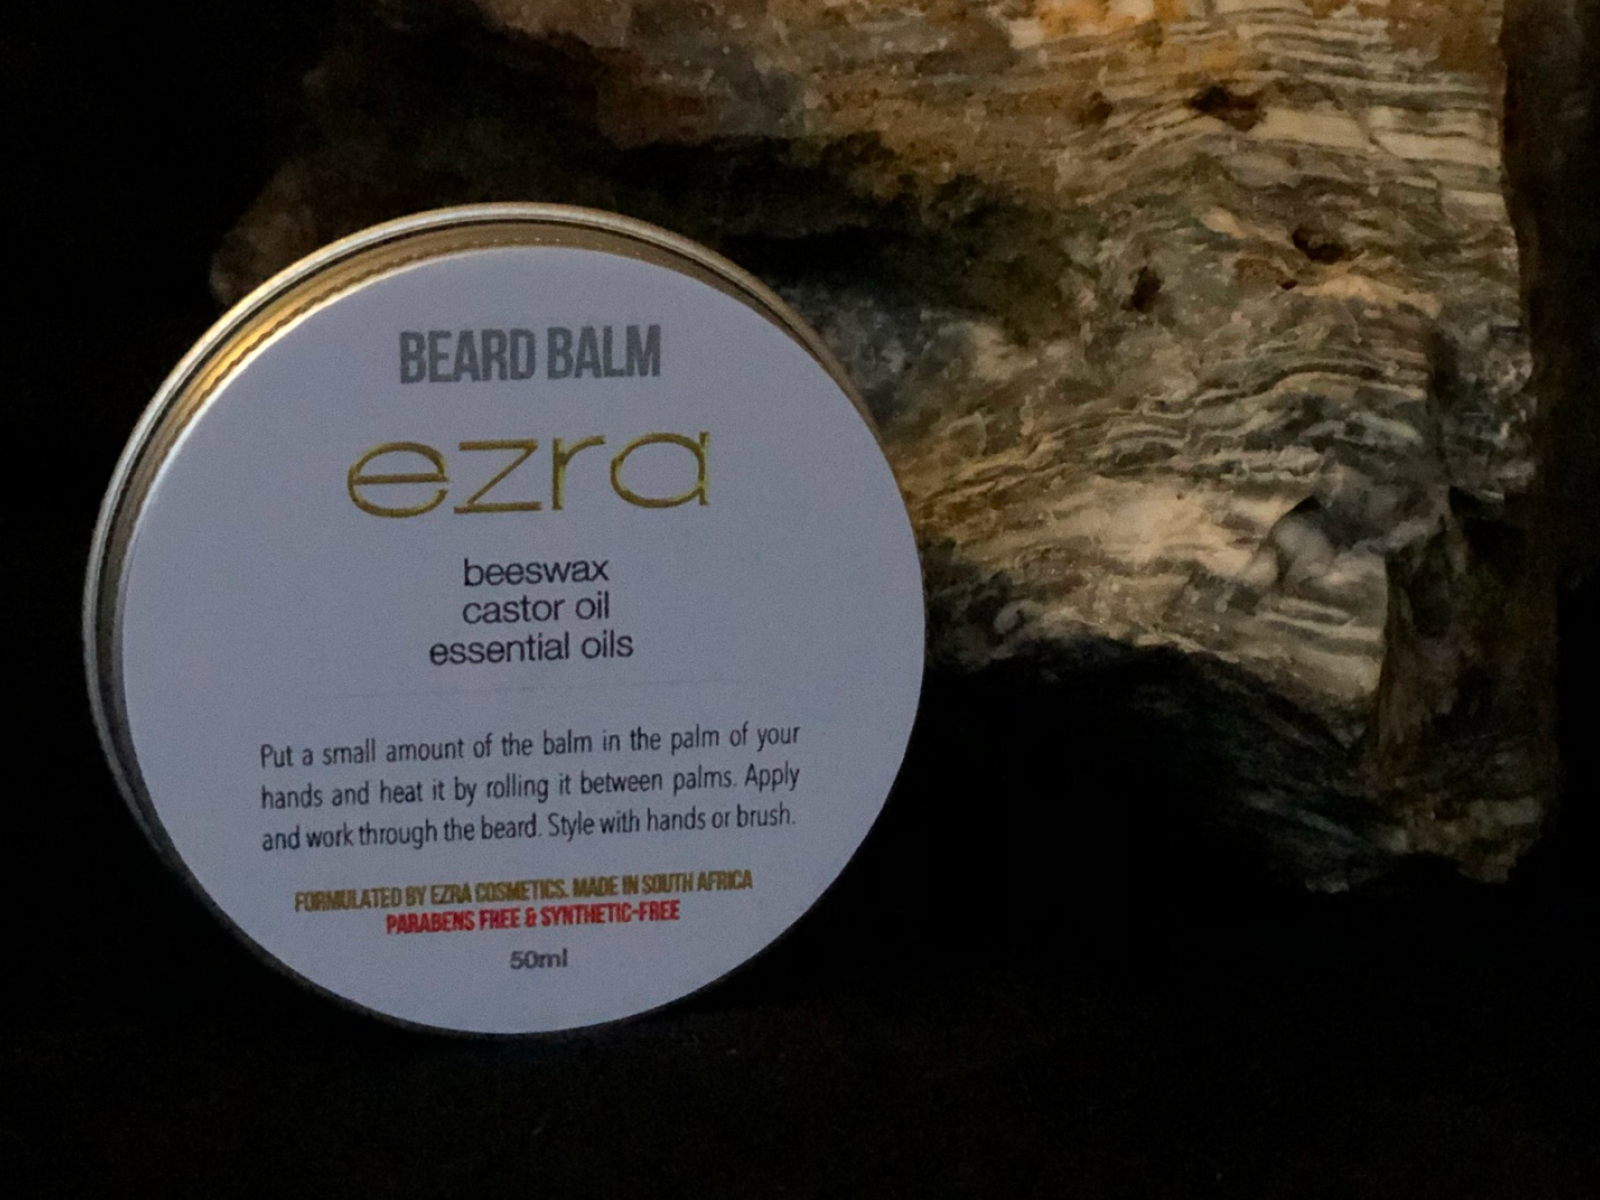 BEARD BALM
ezra
beeswax
castor oil
essential oils
Put a small amount of the balm in the palm of your
hands and heat it by rolling it between palms. Apply
and work through the beard. Style with hands or brush.
FORMULATED BY EZRA COSMETICS. MADE IN SOUTH AFRICA
PARABENS FREE & SYNTHETIC-FREE
50ml